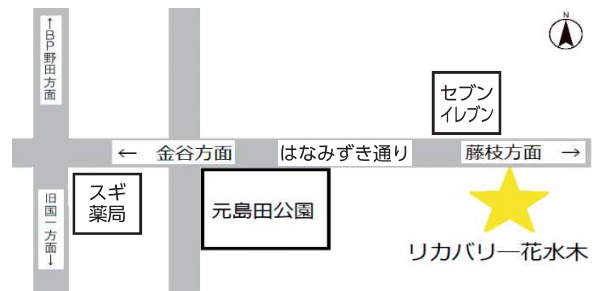 ↑BP野田方面
N
セブン
イレブン
← 金谷方面
はなみずき通り
藤枝方面 →
旧国一方面↓
スギ
薬局
元島田公園
リカバリー花水木